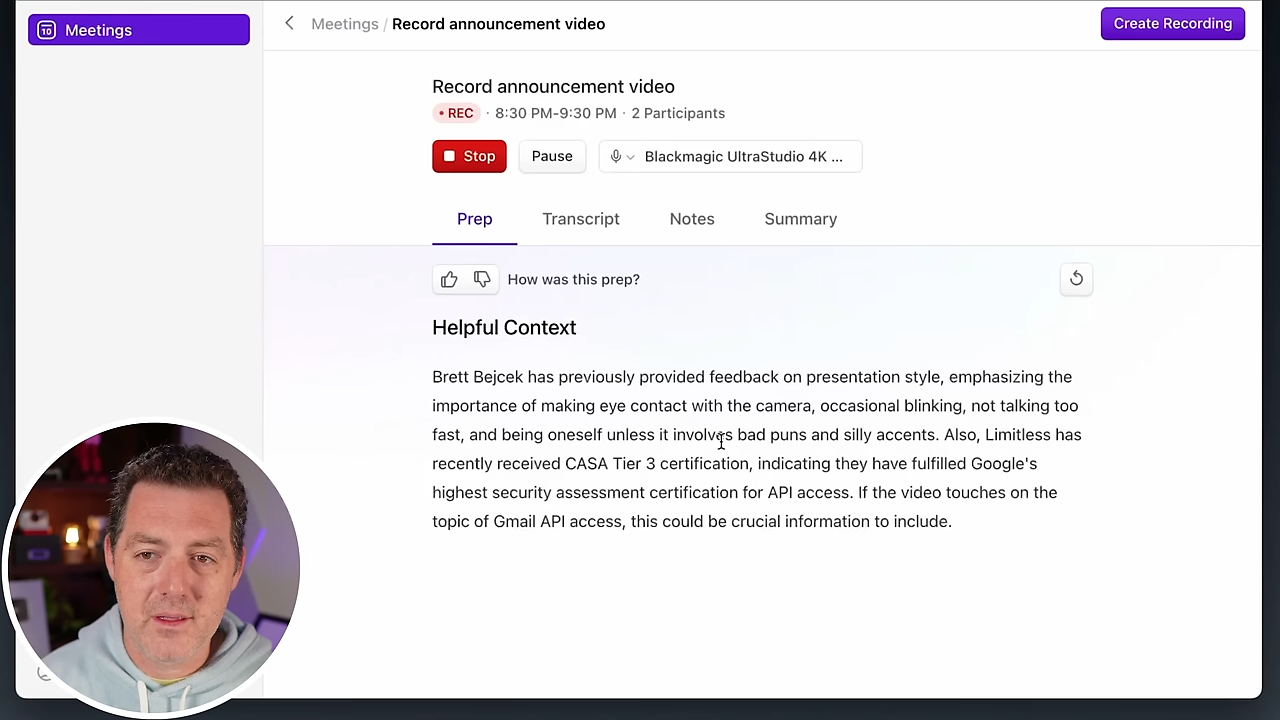 10 Meetings
Meetings / Record announcement video
Create Recording
Record announcement video
• REC · 8:30 PM-9:30 PM · 2 Participants
Stop
Pause
Blackmagic UltraStudio 4K ...
Prep
Transcript
Notes
Summary
How was this prep?
Helpful Context
Brett Bejcek has previously provided feedback on presentation style, emphasizing the
importance of making eye contact with the camera, occasional blinking, not talking too
fast, and being oneself unless it involves bad puns and silly accents. Also, Limitless has
recently received CASA Tier 3 certification, indicating they have fulfilled Google's
highest security assessment certification for API access. If the video touches on the
topic of Gmail API access, this could be crucial information to include.